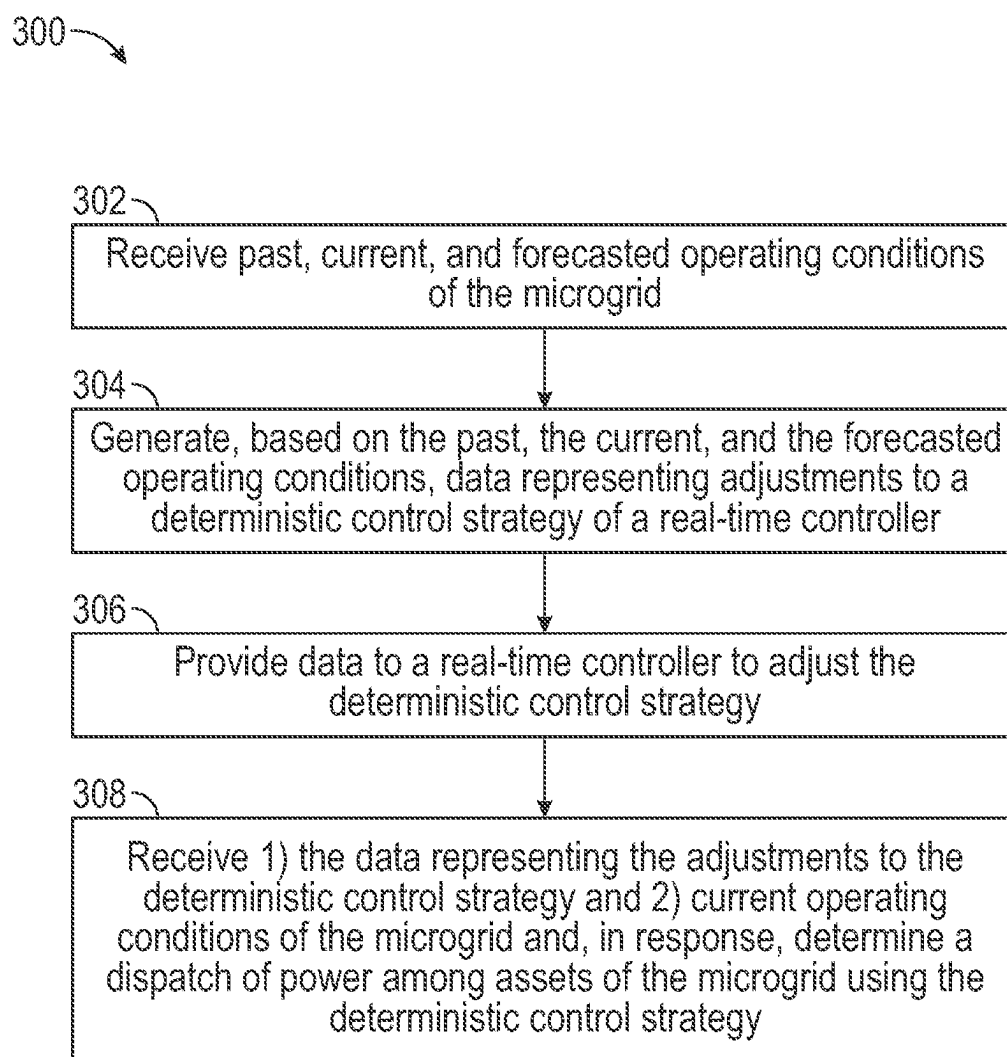 300
302
Receive past, current, and forecasted operating conditions
of the microgrid
304
Generate, based on the past, the current, and the forecasted
operating conditions, data representing adjustments to a
deterministic control strategy of a real-time controller
306
Provide data to a real-time controller to adjust the
deterministic control strategy
308
Receive 1) the data representing the adjustments to the
deterministic control strategy and 2) current operating
conditions of the microgrid and, in response, determine a
dispatch of power among assets of the microgrid using the
deterministic control strategy